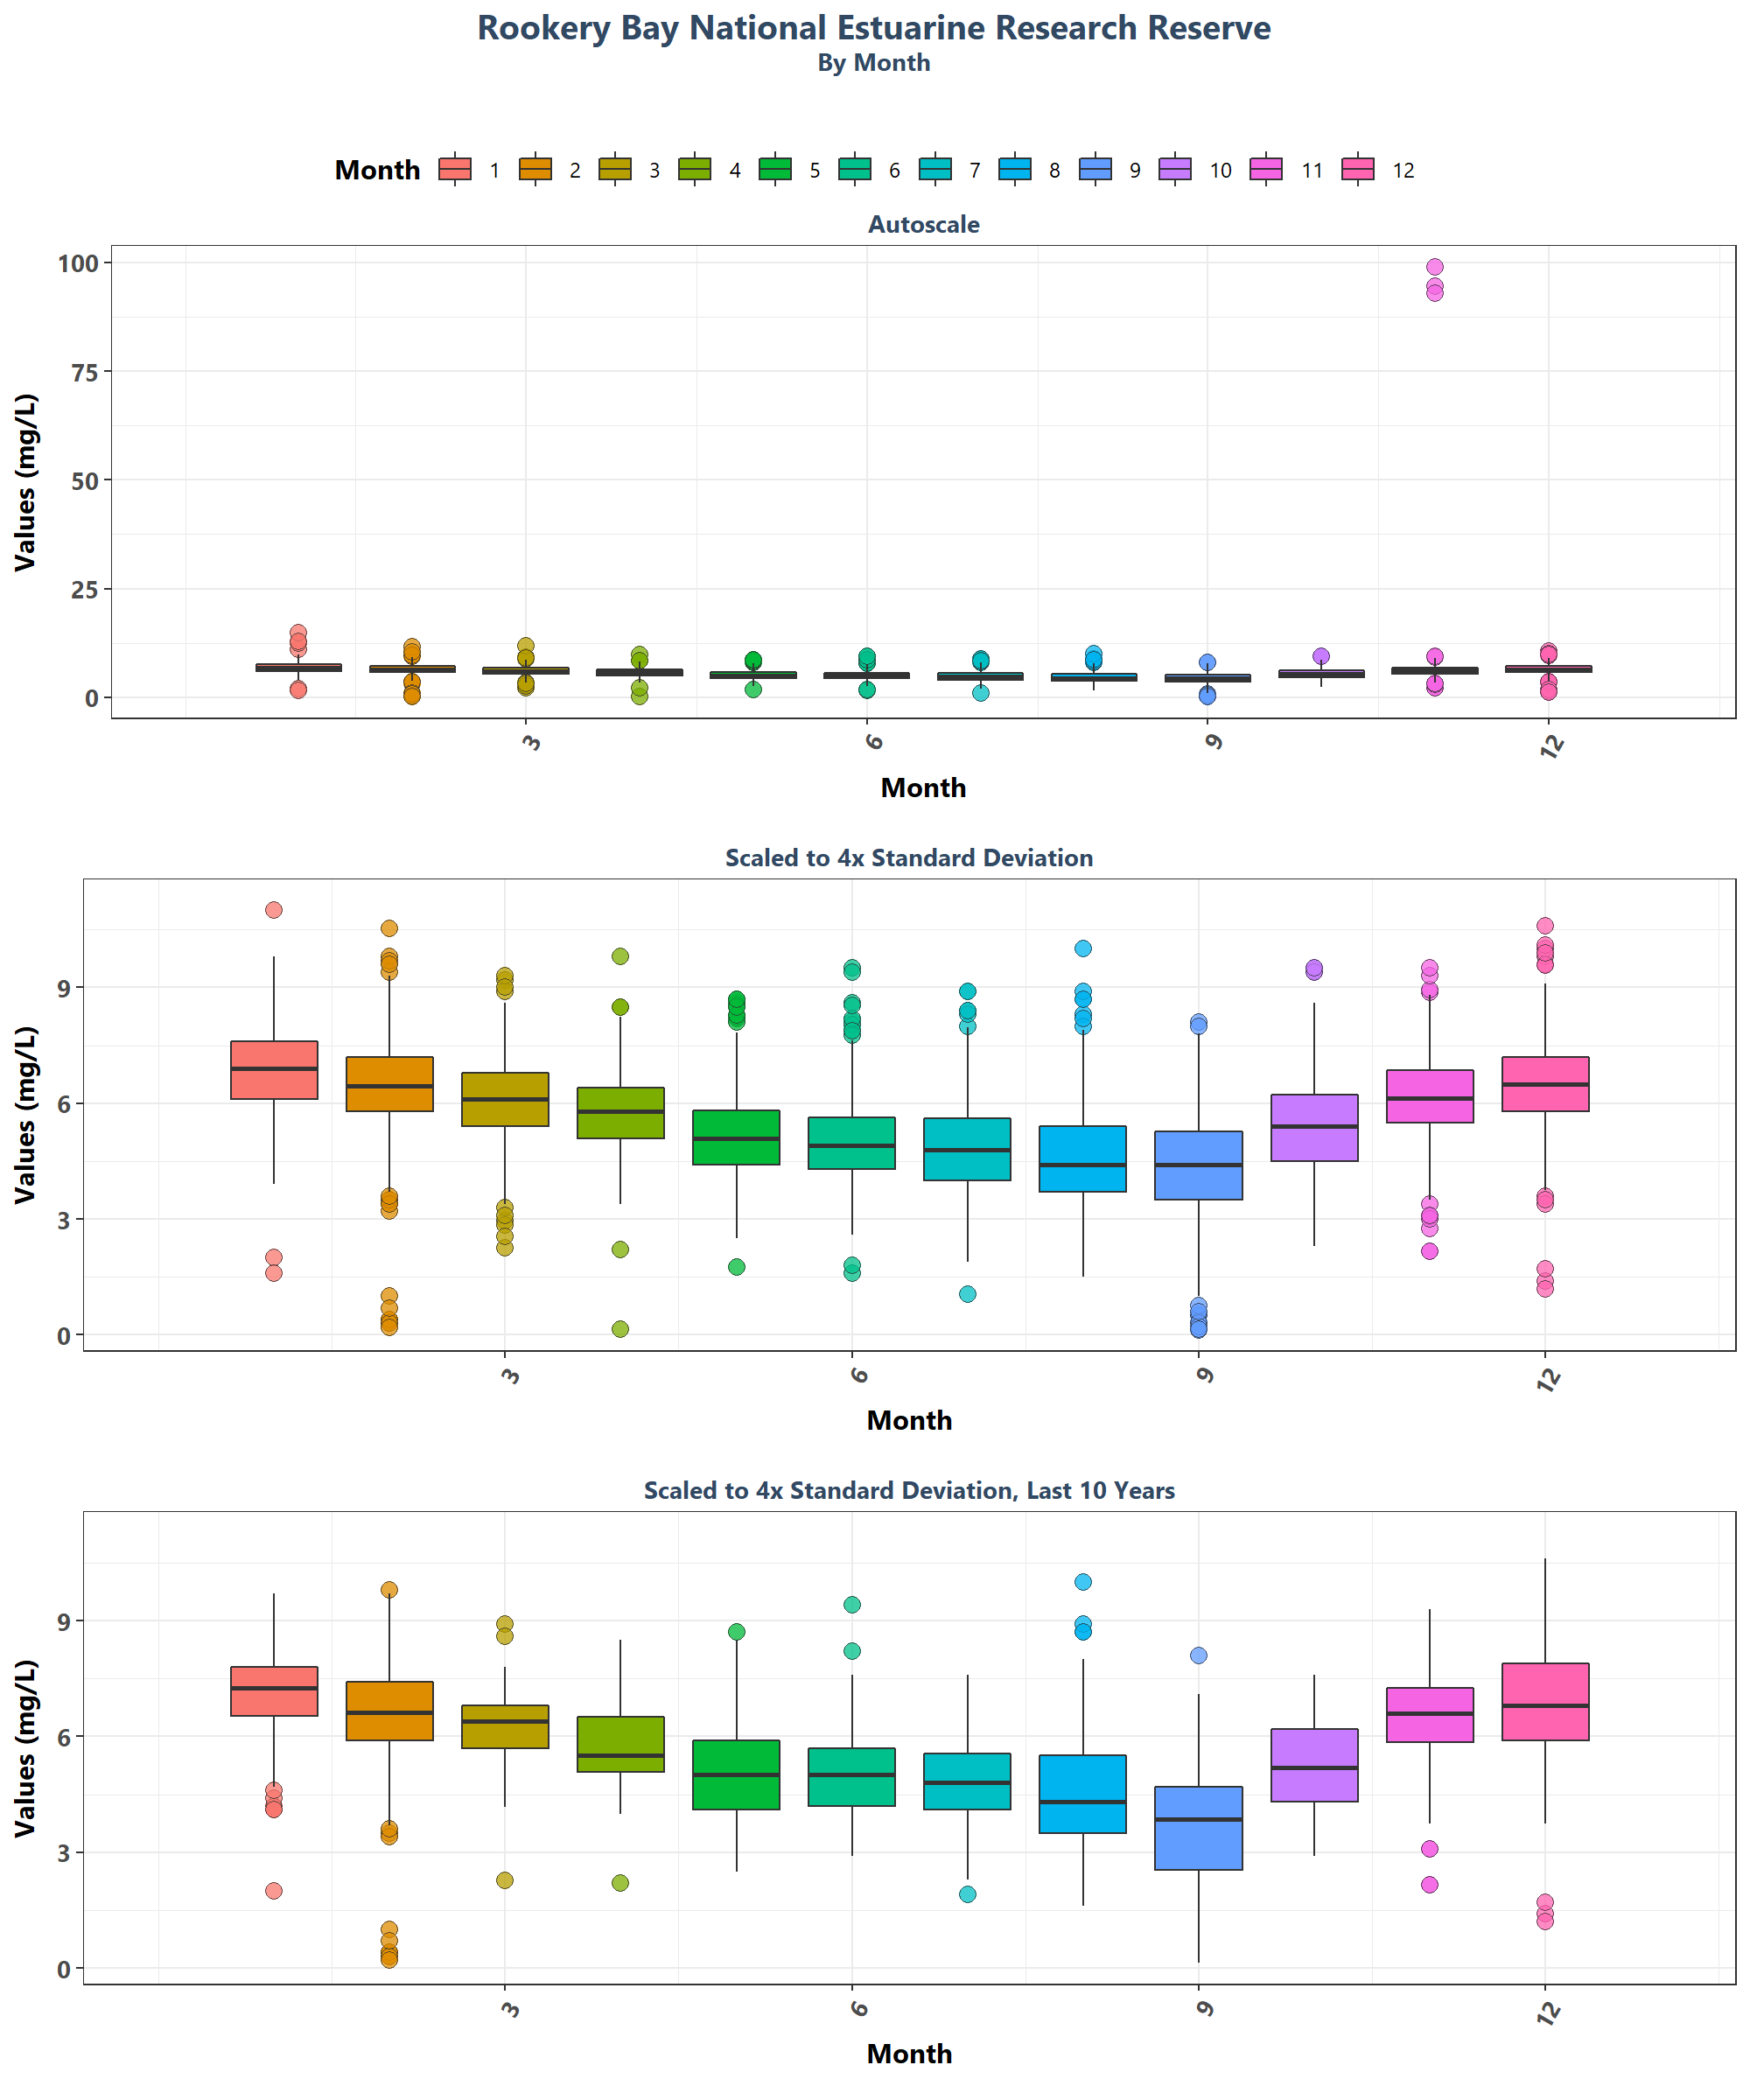 Rookery Bay National Estuarine Research Reserve
By Month
Month 1 2 3 4 5 6 7 8 9 10 11 12
Autoscale
100
75
50
25
0
Values (mg/L)
3 6 9 12
Month
Scaled to 4x Standard Deviation
9
6
3
0
Values (mg/L)
3 6 9 12
Month
Scaled to 4x Standard Deviation, Last 10 Years
9
6
3
0
Values (mg/L)
3 6 9 12
Month